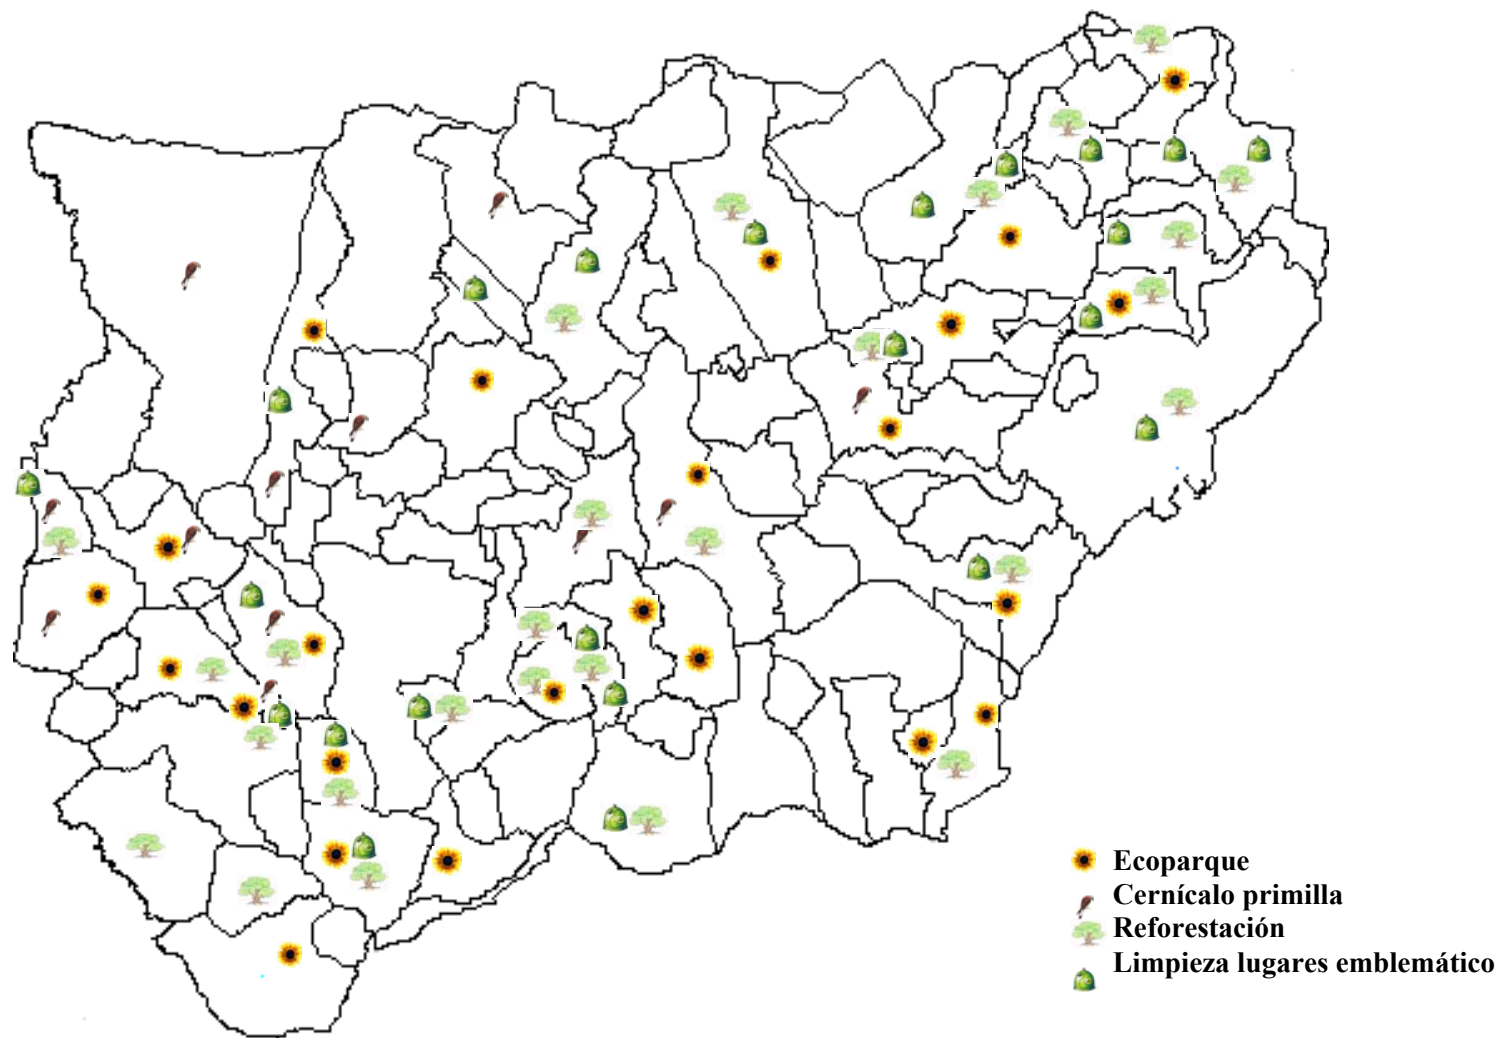 Ecoparque
Cernícalo primilla
Reforestación
Limpieza lugares emblemático